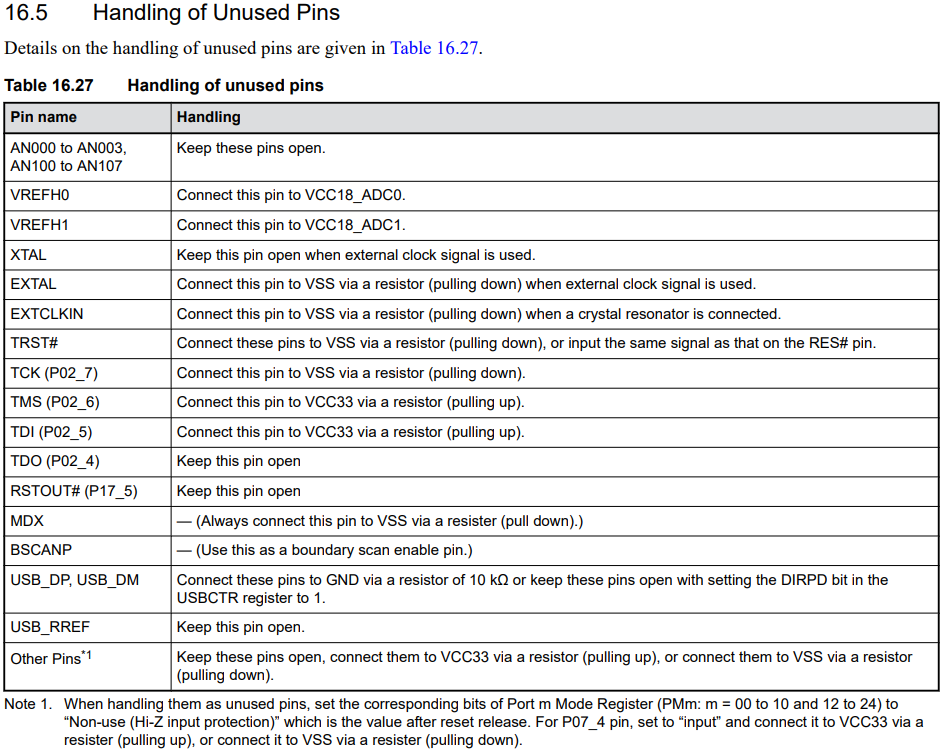 16.5 Handling of Unused Pins
Details on the handling of unused pins are given in Table 16.27.
Table 16.27 Handling of unused pins
Pin name Handling
AN000 to AN003, Keep these pins open.
AN100 to AN107
VREFH0 Connect this pin to VCC18_ADC0.
VREFH1 Connect this pin to VCC18_ADC1.
XTAL Keep this pin open when external clock signal is used.
EXTAL Connect this pin to VSS via a resistor (pulling down) when external clock signal is used.
EXTCLKIN Connect this pin to VSS via a resistor (pulling down) when a crystal resonator is connected.
TRST# Connect these pins to VSS via a resistor (pulling down), or input the same signal as that on the RES# pin.
TCK (P02_7) Connect this pin to VSS via a resistor (pulling down).
TMS (P02_6) Connect this pin to VCC33 via a resistor (pulling up).
TDI (P02_5) Connect this pin to VCC33 via a resistor (pulling up).
TDO (P02_4) Keep this pin open
RSTOUT# (P17_5) Keep this pin open
MDX — (Always connect this pin to VSS via a resister (pull down).)
BSCANP — (Use this as a boundary scan enable pin.)
USB_DP, USB_DM Connect these pins to GND via a resistor of 10 kΩ or keep these pins open with setting the DIRPD bit in the
USBCTR register to 1.
USB_RREF Keep this pin open.
Other Pins*1 Keep these pins open, connect them to VCC33 via a resistor (pulling up), or connect them to VSS via a resistor
(pulling down).
Note 1. When handling them as unused pins, set the corresponding bits of Port m Mode Register (PMm: m = 00 to 10 and 12 to 24) to
“Non-use (Hi-Z input protection)” which is the value after reset release. For P07_4 pin, set to “input” and connect it to VCC33 via a
resister (pulling up), or connect it to VSS via a resister (pulling down).